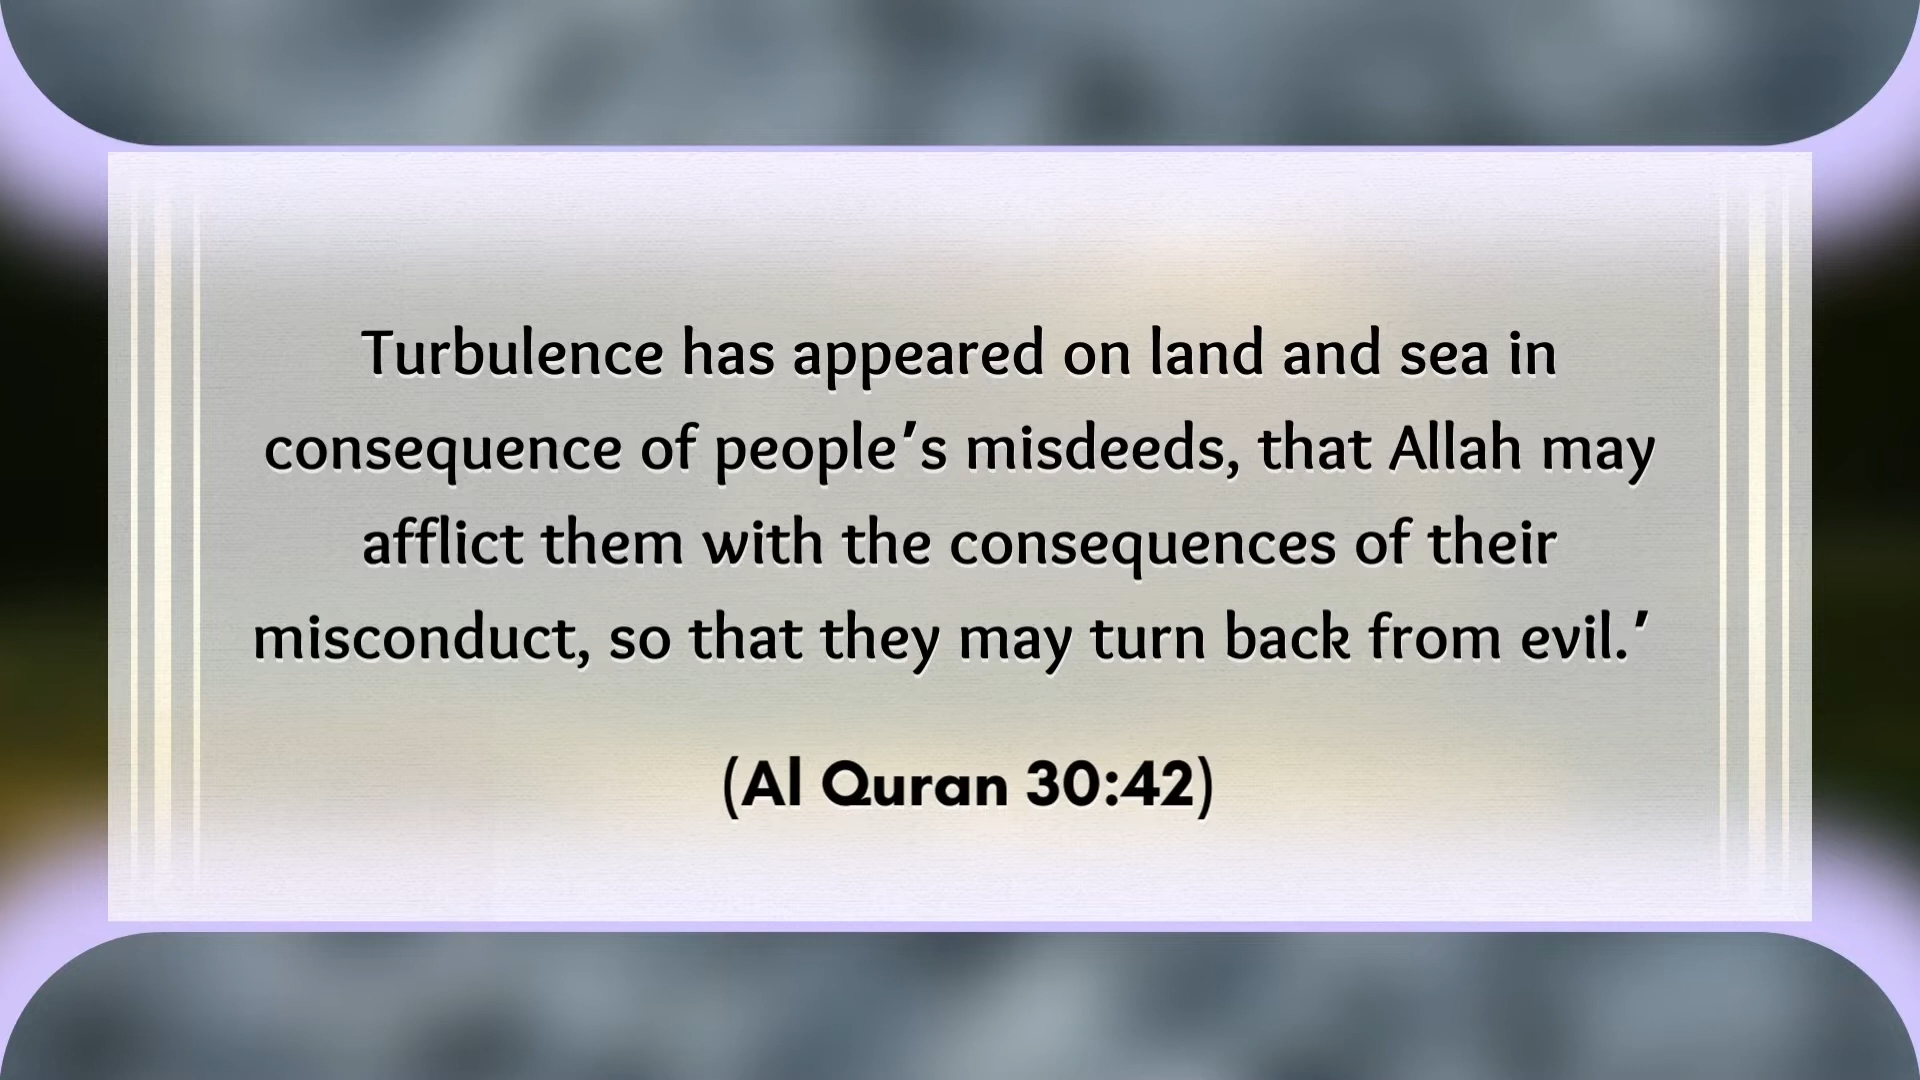 Turbulence has appeared on land and sea in
consequence of people's misdeeds, that Allah may
afflict them with the consequences of their
misconduct, so that they may turn back from evil.'
(Al Quran 30:42)